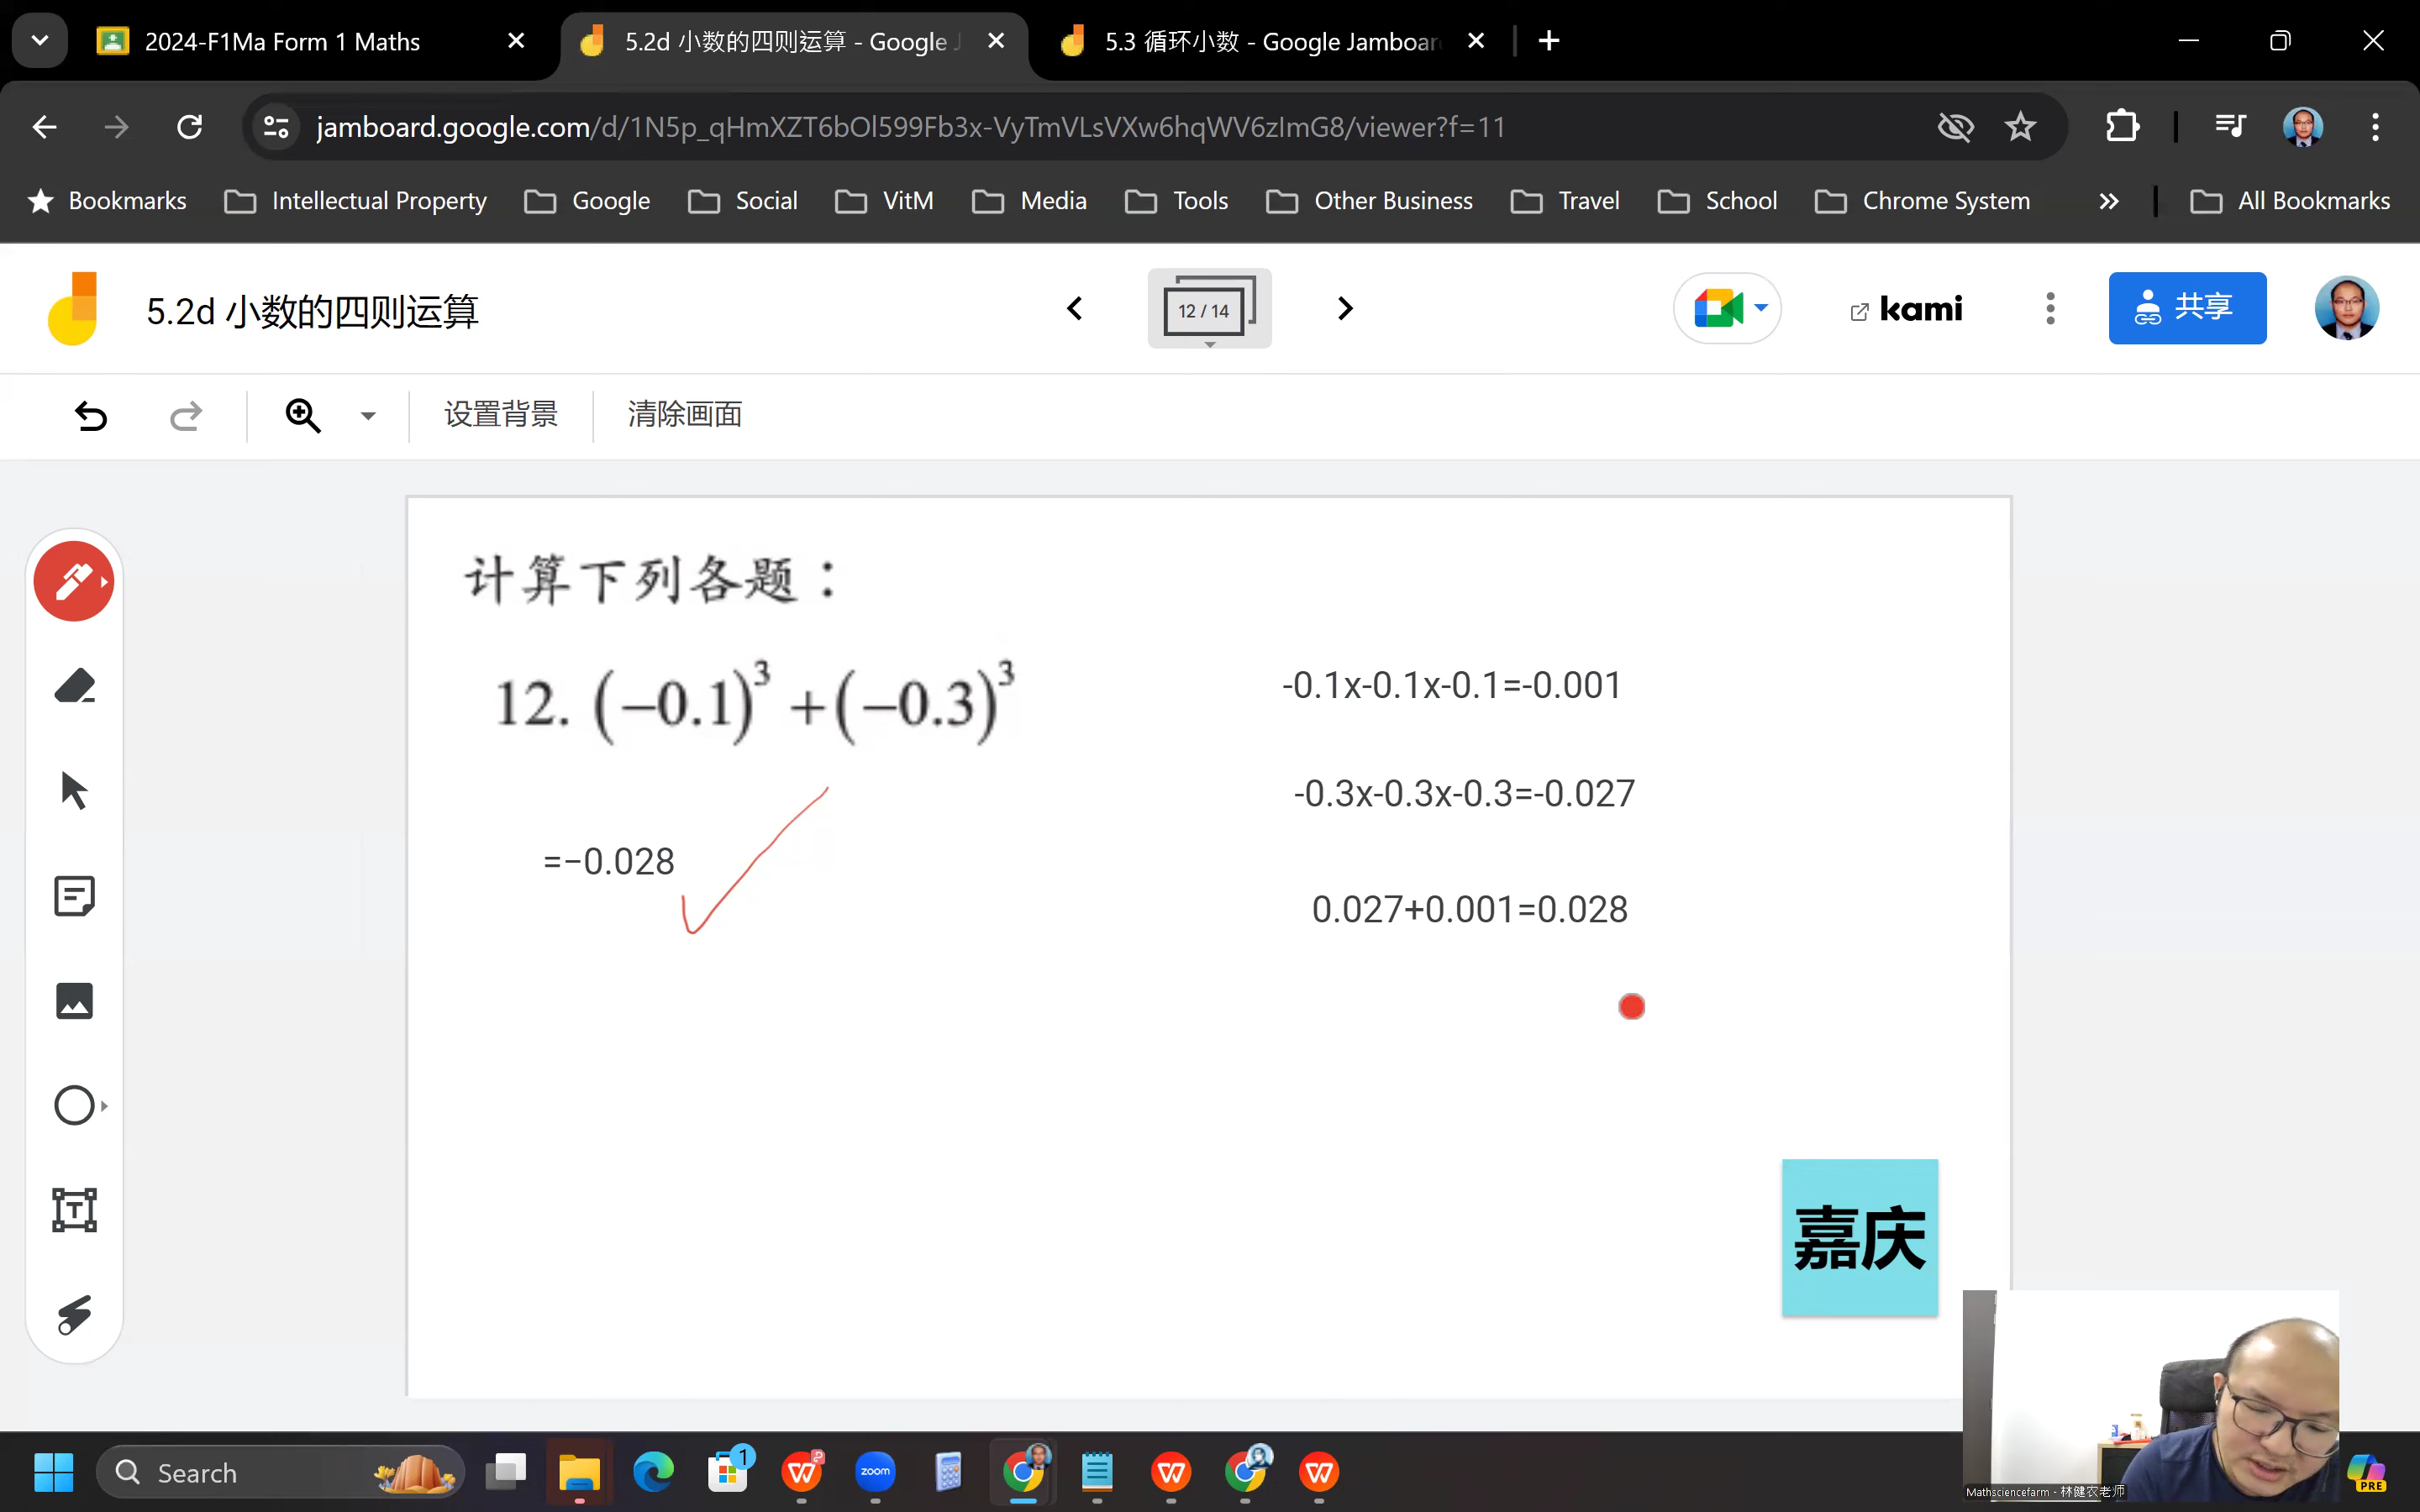 2024-F1Ma Form 1 Maths
5.2d 小数的四则运算 - Google J
5.3 循环小数 - Google Jamboar
jamboard.google.com/d/1N5p_qHmXZT6bOl599Fb3x-VyTmVLsVXw6hqWV6zImG8/viewer?f=11
Bookmarks Intellectual Property Google Social VitM Media Tools Other Business Travel School Chrome System » All Bookmarks
5.2d 小数的四则运算
12 / 14
kami
共享
设置背景 清除画面
计算下列各题：
12. (−0.1)³ +(−0.3)³
=−0.028
-0.1x-0.1x-0.1=-0.001
-0.3x-0.3x-0.3=-0.027
0.027+0.001=0.028
嘉庆
Mathsciencefarm - 林健农老师
Search
1
zoom
PRE